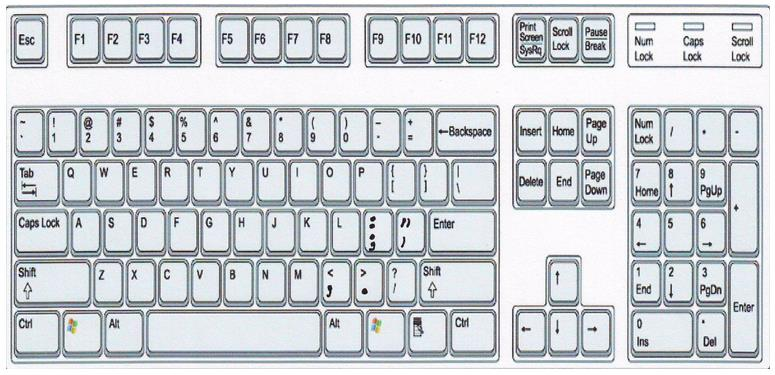 Esc F1 F2 F3 F4 F5 F6 F7 F8 F9 F10 F11 F12 Print Screen SysRq Scroll Lock Pause Break Num Lock Caps Lock Scroll Lock
~ ! @ # $ % ^ & * ( ) – + ←Backspace Insert Home Page Up Num Lock / * -
` 1 2 3 4 5 6 7 8 9 0 - =
Tab Q W E R T Y U I O P { } | Delete End Page Down 7 Home 8 ↑ 9 PgUp +
[ ] \
Caps Lock A S D F G H J K L : ; " ) Enter 4 ← 5 6 →
Shift ⇧ Z X C V B N M < , > . ? / Shift ⇧ ↑ 1 End 2 ↓ 3 PgDn Enter
Ctrl Alt Alt Ctrl ← ↓ → 0 Ins • Del